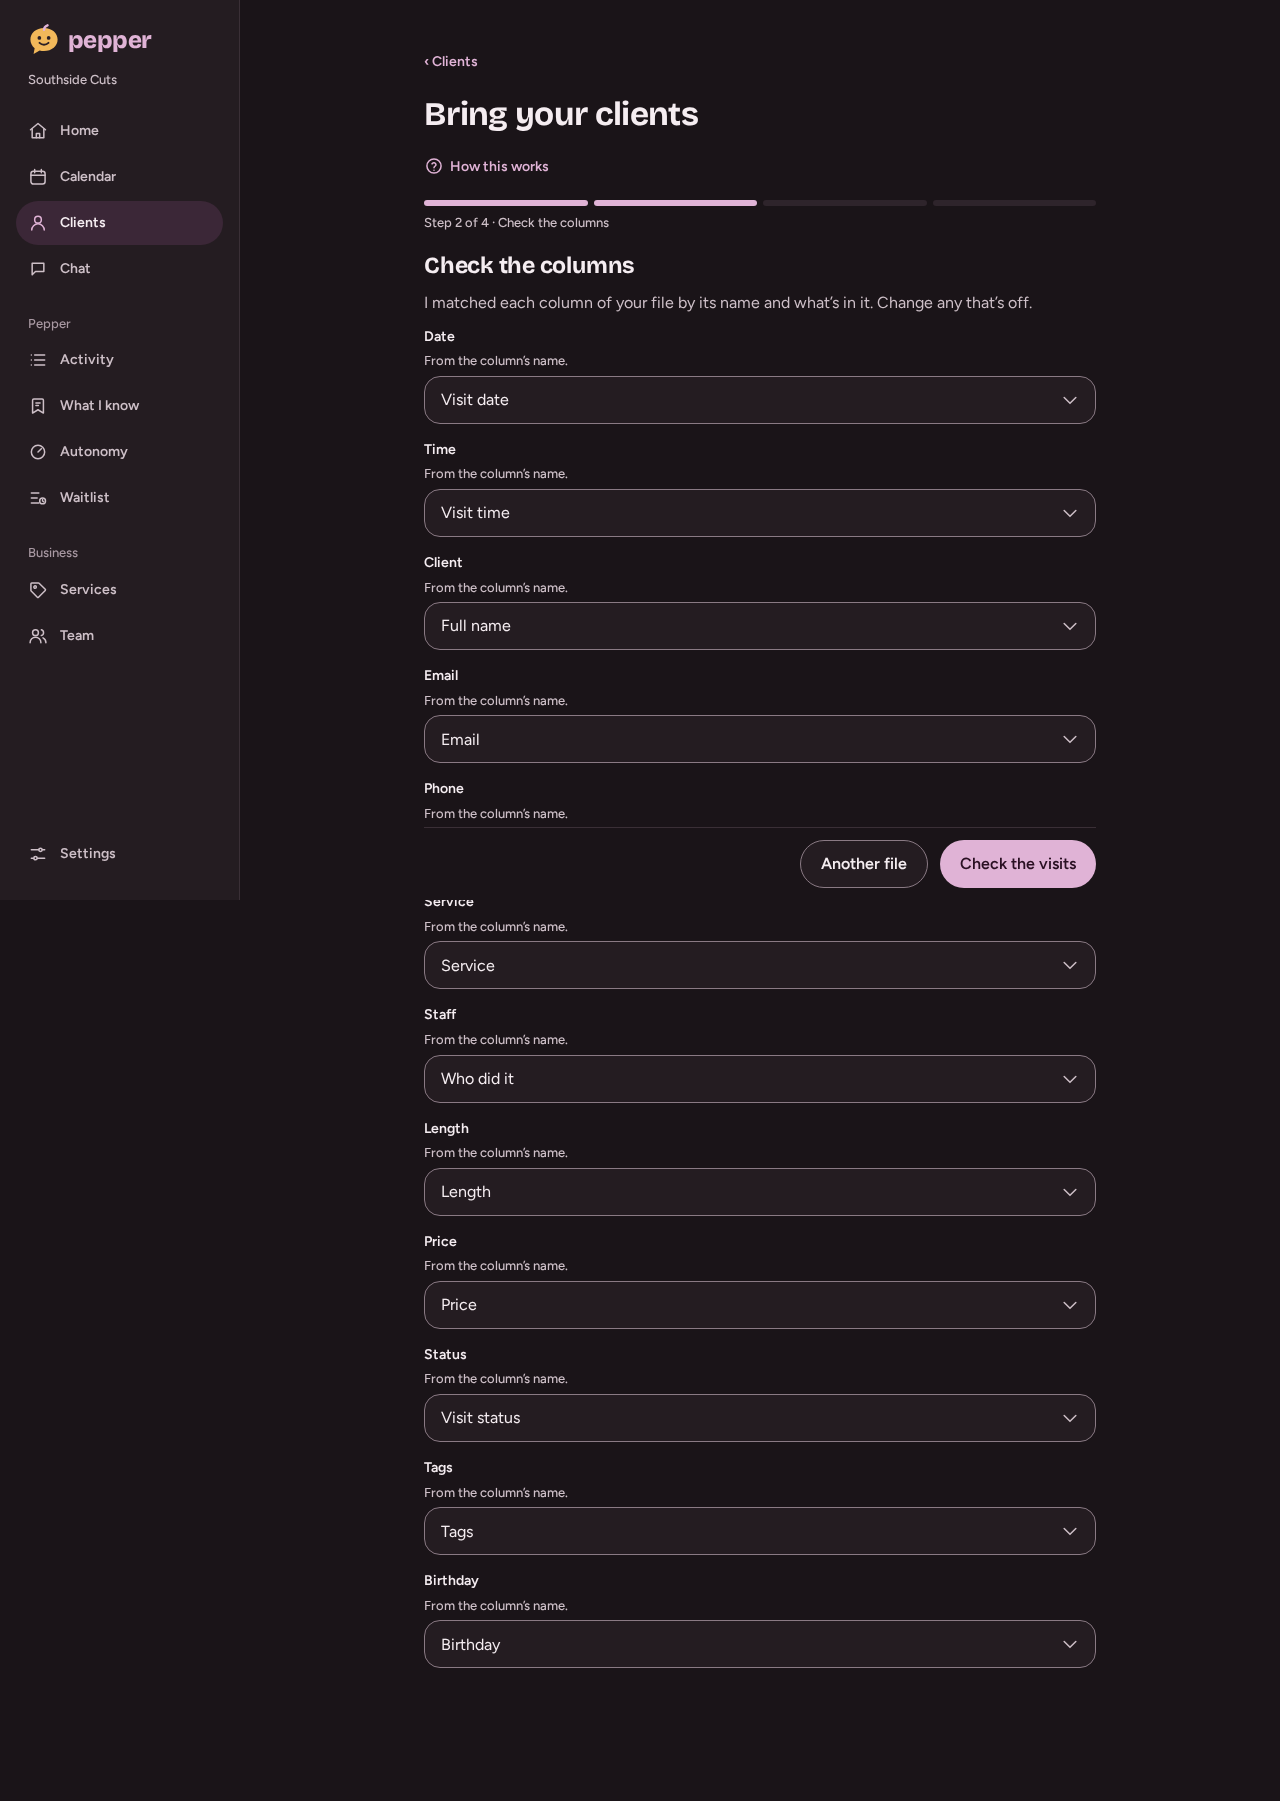 pepper
Southside Cuts
Home
Calendar
Clients
Chat
Pepper
Activity
What I know
Autonomy
Waitlist
Business
Services
Team
Settings
‹ Clients
Bring your clients
How this works
Step 2 of 4 · Check the columns
Check the columns
I matched each column of your file by its name and what’s in it. Change any that’s off.
Date
From the column’s name.
Visit date
Time
From the column’s name.
Visit time
Client
From the column’s name.
Full name
Email
From the column’s name.
Email
Phone
From the column’s name.
Another file
Check the visits
Service
From the column’s name.
Service
Staff
From the column’s name.
Who did it
Length
From the column’s name.
Length
Price
From the column’s name.
Price
Status
From the column’s name.
Visit status
Tags
From the column’s name.
Tags
Birthday
From the column’s name.
Birthday